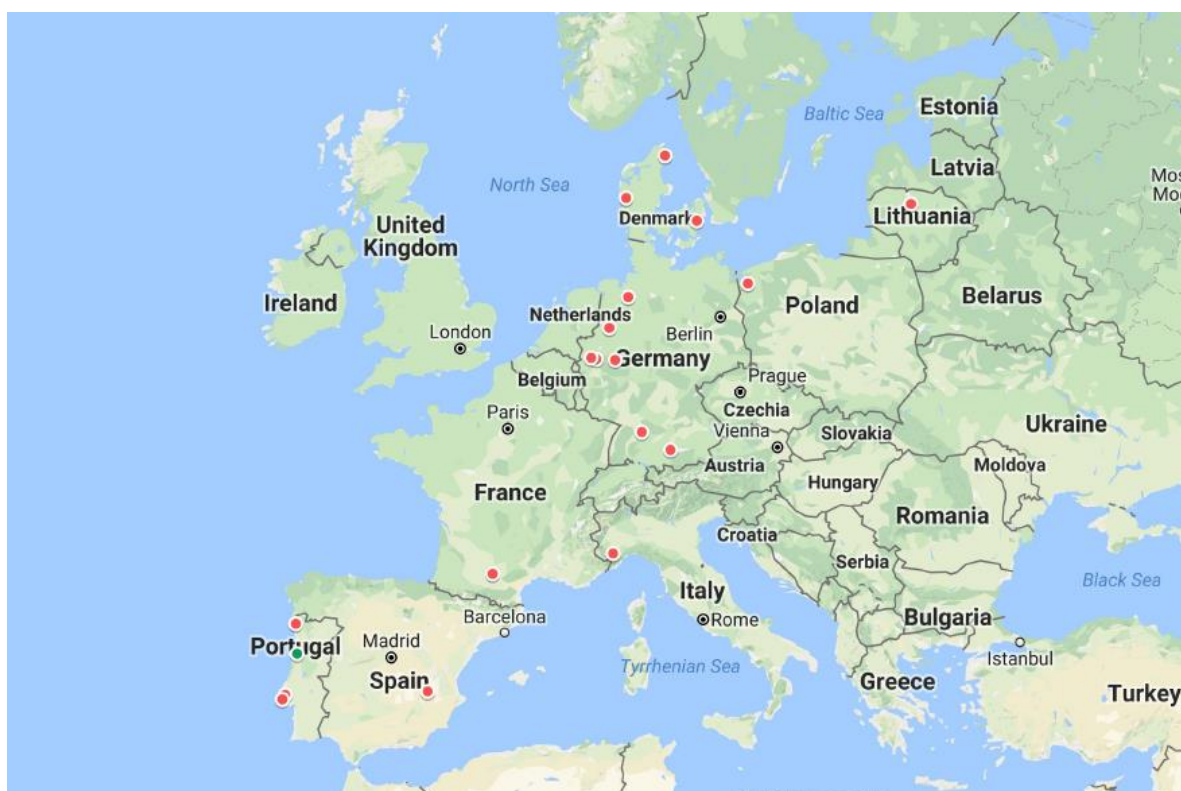 Estonia
Baltic Sea
Latvia
Mos
Mo
North Sea
Denmark
Lithuania
United
Kingdom
Ireland
Netherlands
Poland
Belarus
London
Berlin
Germany
Belgium
Prague
Czechia
Paris
Ukraine
Vienna
Slovakia
Austria
Moldova
France
Hungary
Romania
Croatia
Serbia
Black Sea
Italy
Barcelona
Rome
Bulgaria
Portugal
Madrid
Istanbul
Tyrrhenian Sea
Spain
Greece
Turkey